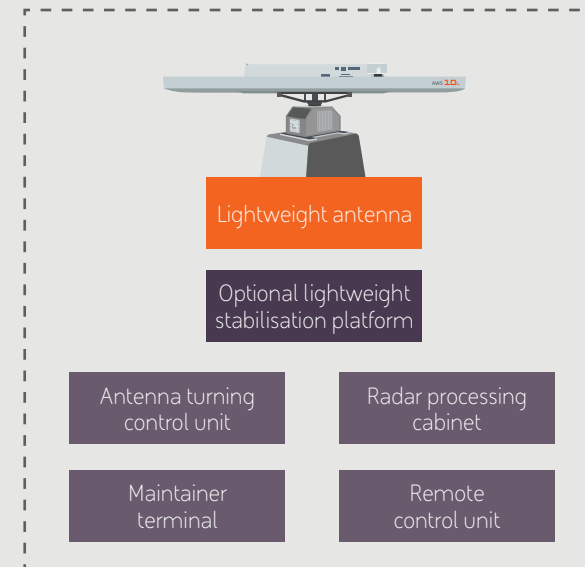 AWS 10L
Lightweight antenna
Optional lightweight
stabilisation platform
Antenna turning
control unit
Radar processing
cabinet
Maintainer
terminal
Remote
control unit